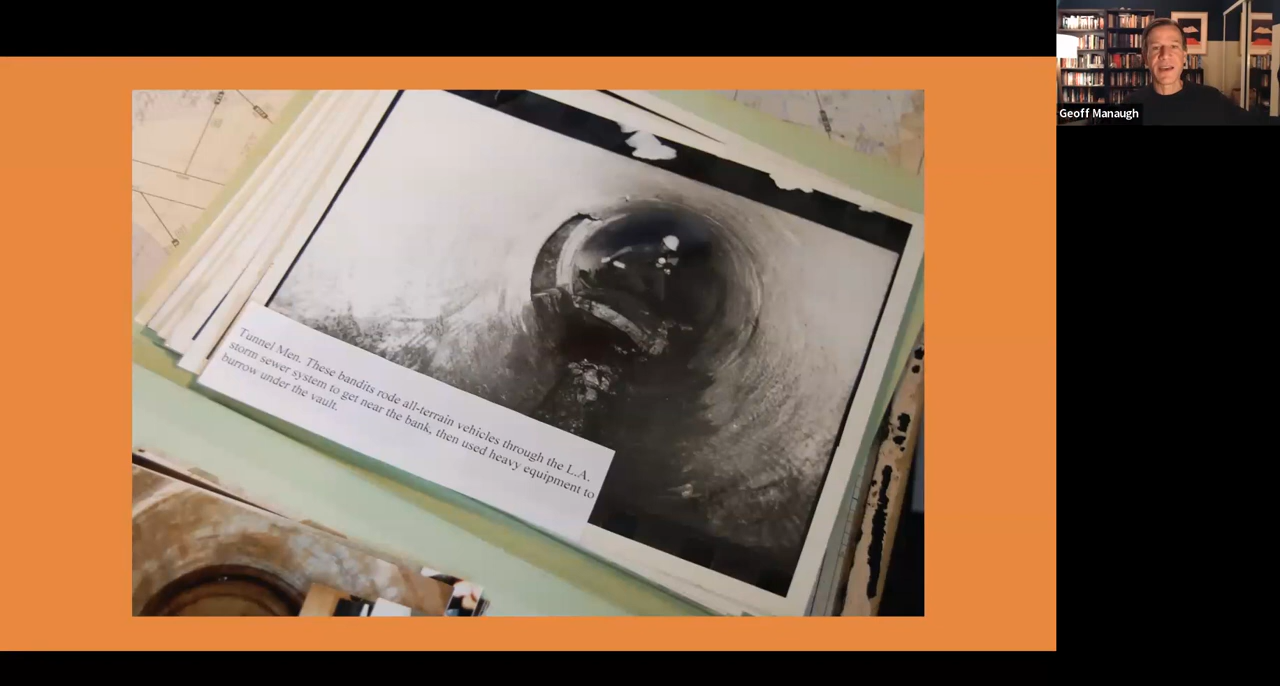 Tunnel Men. These bandits rode all-terrain vehicles through the L.A.
storm sewer system to get near the bank, then used heavy equipment to
burrow under the vault.
Geoff Managh